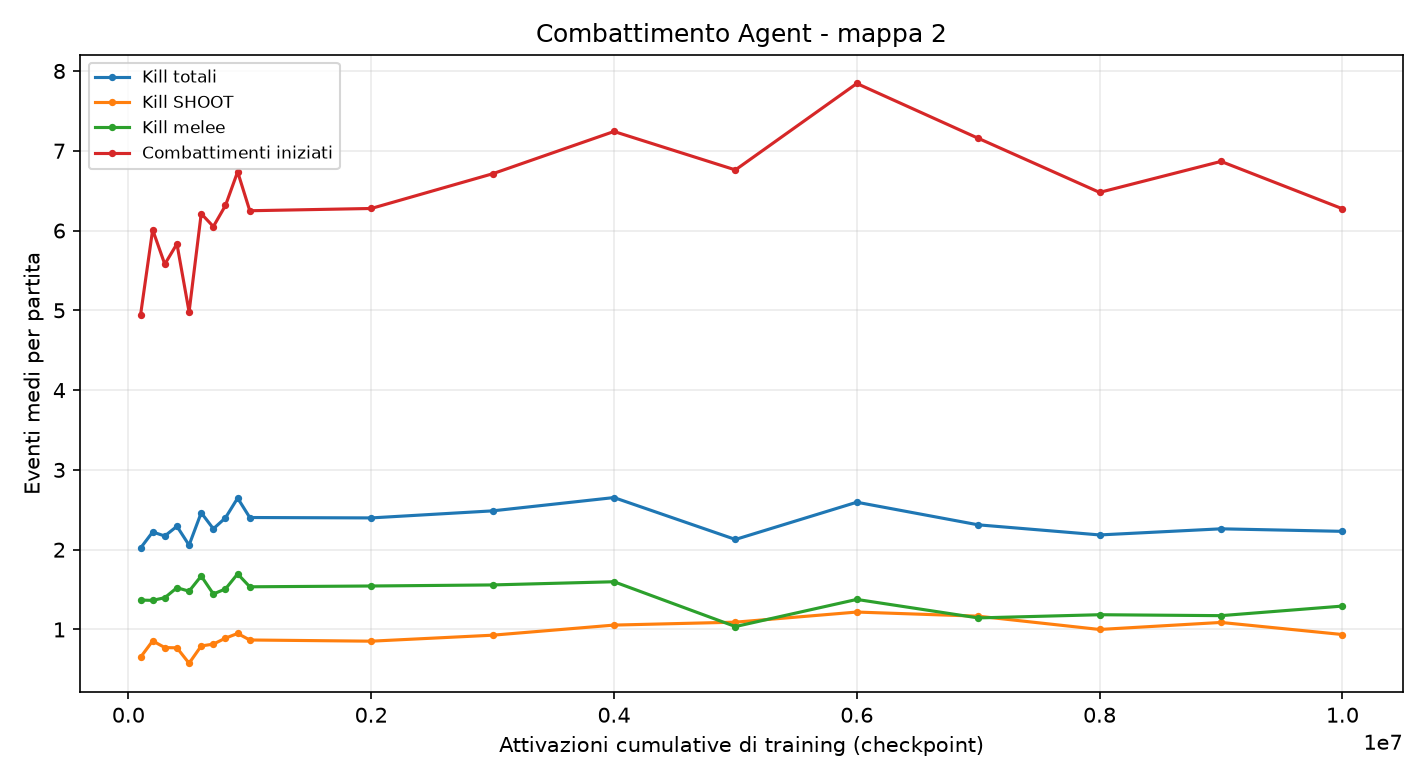 Combattimento Agent - mappa 2
Kill totali
Kill SHOOT
Kill melee
Combattimenti iniziati
Eventi medi per partita
8
7
6
5
4
3
2
1
0.0 0.2 0.4 0.6 0.8 1.0
1e7
Attivazioni cumulative di training (checkpoint)